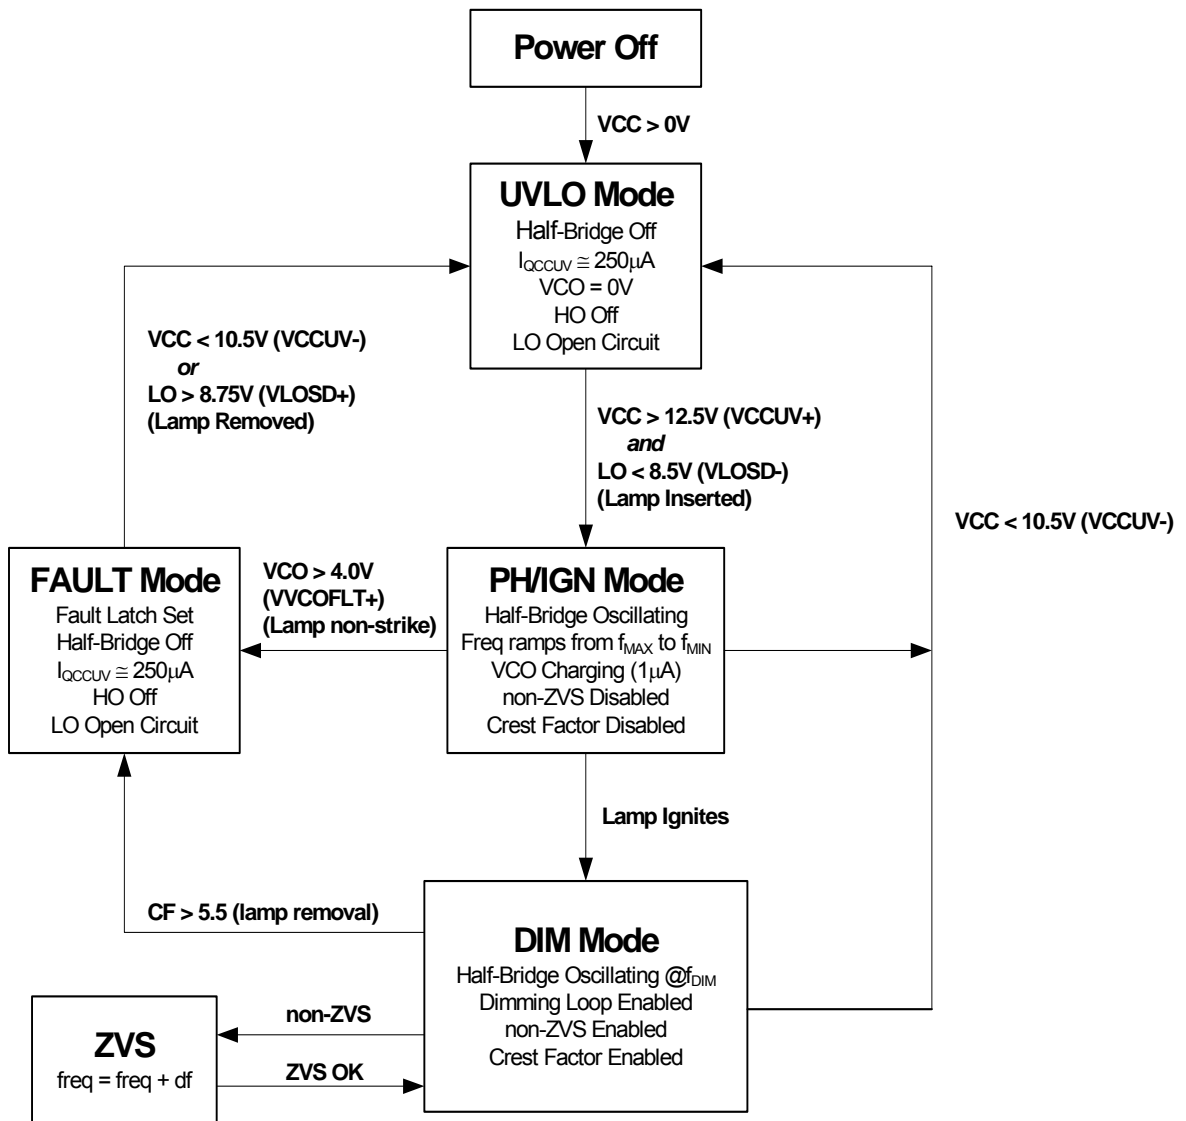 Power Off
VCC > 0V
UVLO Mode
Half-Bridge Off
IQCCUV ≅ 250µA
VCO = 0V
HO Off
LO Open Circuit
VCC < 10.5V (VCCUV-)
or
LO > 8.75V (VLOSD+)
(Lamp Removed)
VCC > 12.5V (VCCUV+)
and
LO < 8.5V (VLOSD-)
(Lamp Inserted)
VCC < 10.5V (VCCUV-)
FAULT Mode
Fault Latch Set
Half-Bridge Off
IQCCUV ≅ 250µA
HO Off
LO Open Circuit
VCO > 4.0V
(VVCOFLT+)
(Lamp non-strike)
PH/IGN Mode
Half-Bridge Oscillating
Freq ramps from fMAX to fMIN
VCO Charging (1µA)
non-ZVS Disabled
Crest Factor Disabled
Lamp Ignites
CF > 5.5 (lamp removal)
DIM Mode
Half-Bridge Oscillating @fDIM
Dimming Loop Enabled
non-ZVS Enabled
Crest Factor Enabled
non-ZVS
ZVS
freq = freq + df
ZVS OK